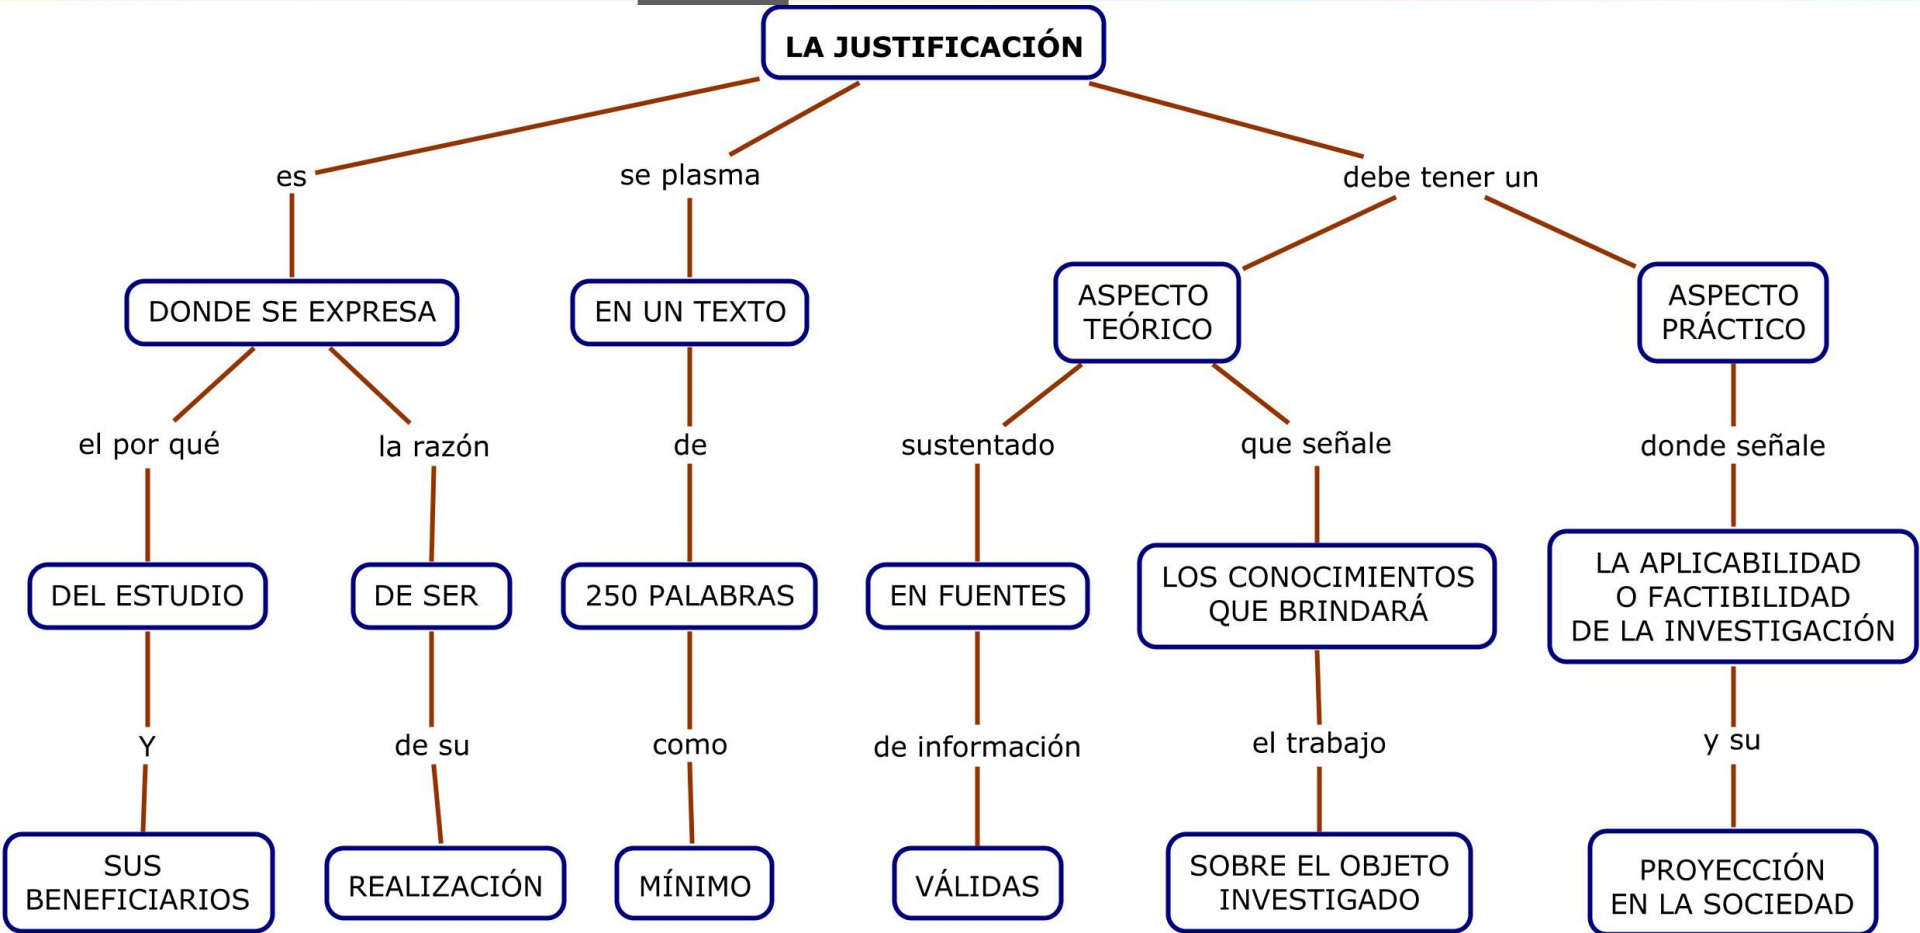 LA JUSTIFICACIÓN
es
se plasma
debe tener un
DONDE SE EXPRESA
EN UN TEXTO
ASPECTO
TEÓRICO
ASPECTO
PRÁCTICO
el por qué
la razón
de
sustentado
que señale
donde señale
DEL ESTUDIO
DE SER
250 PALABRAS
EN FUENTES
LOS CONOCIMIENTOS
QUE BRINDARÁ
LA APLICABILIDAD
O FACTIBILIDAD
DE LA INVESTIGACIÓN
Y
de su
como
de información
el trabajo
y su
SUS
BENEFICIARIOS
REALIZACIÓN
MÍNIMO
VÁLIDAS
SOBRE EL OBJETO
INVESTIGADO
PROYECCIÓN
EN LA SOCIEDAD